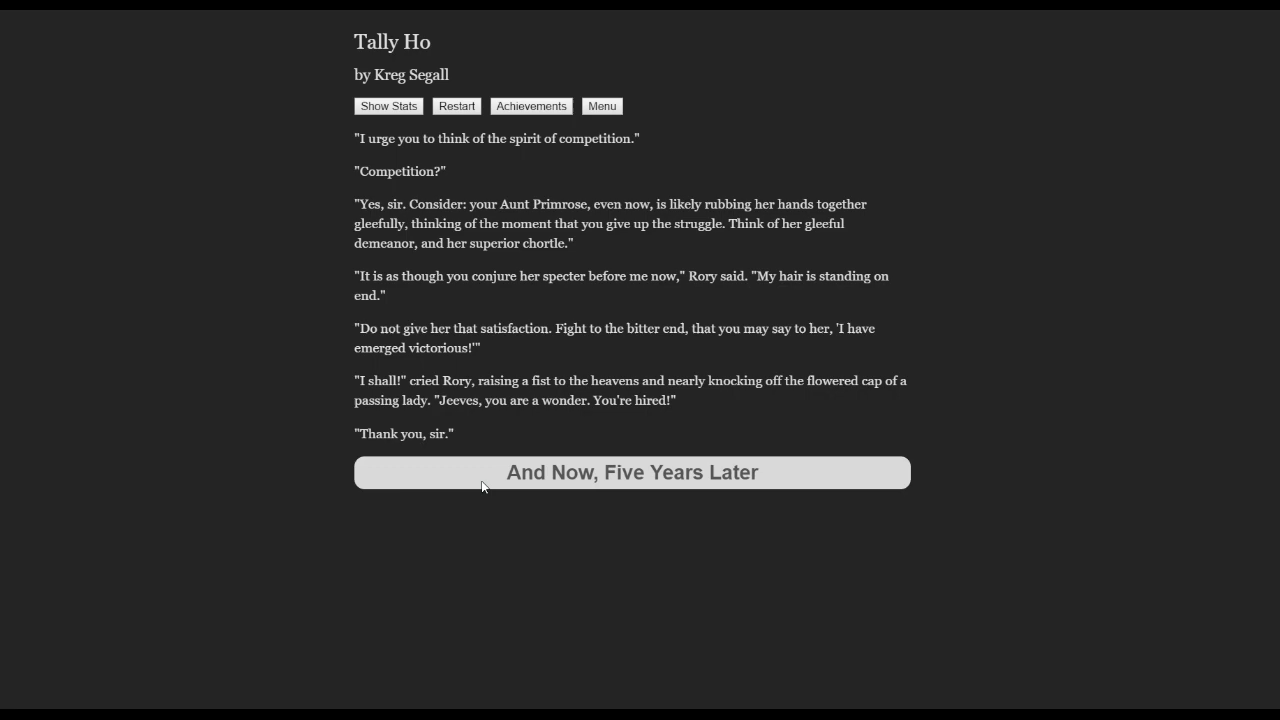 Tally Ho
by Kreg Segall
Show Stats Restart Achievements Menu
"I urge you to think of the spirit of competition."
"Competition?"
"Yes, sir. Consider: your Aunt Primrose, even now, is likely rubbing her hands together
gleefully, thinking of the moment that you give up the struggle. Think of her gleeful
demeanor, and her superior chortle."
"It is as though you conjure her specter before me now," Rory said. "My hair is standing on
end."
"Do not give her that satisfaction. Fight to the bitter end, that you may say to her, 'I have
emerged victorious!'"
"I shall!" cried Rory, raising a fist to the heavens and nearly knocking off the flowered cap of a
passing lady. "Jeeves, you are a wonder. You're hired!"
"Thank you, sir."
And Now, Five Years Later